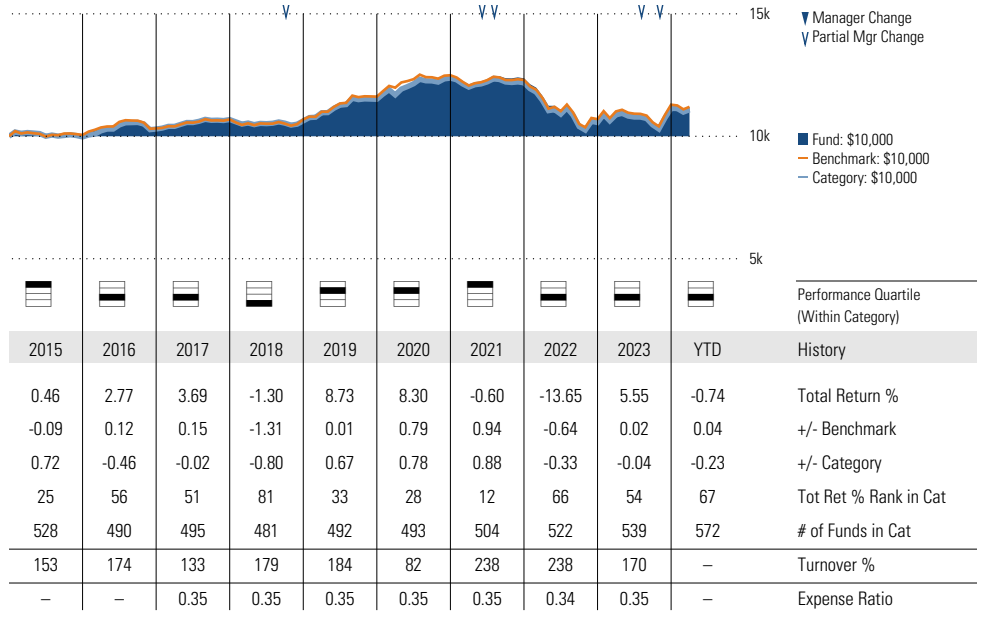 15k
Manager Change
Partial Mgr Change
10k
Fund: $10,000
Benchmark: $10,000
Category: $10,000
5k
Performance Quartile
(Within Category)
2015 2016 2017 2018 2019 2020 2021 2022 2023 YTD History
0.46 2.77 3.69 -1.30 8.73 8.30 -0.60 -13.65 5.55 -0.74 Total Return %
-0.09 0.12 0.15 -1.31 0.01 0.79 0.94 -0.64 0.02 0.04 +/- Benchmark
0.72 -0.46 -0.02 -0.80 0.67 0.78 0.88 -0.33 -0.04 -0.23 +/- Category
25 56 51 81 33 28 12 66 54 67 Tot Ret % Rank in Cat
528 490 495 481 492 493 504 522 539 572 # of Funds in Cat
153 174 133 179 184 82 238 238 170 – Turnover %
– – 0.35 0.35 0.35 0.35 0.35 0.34 0.35 – Expense Ratio